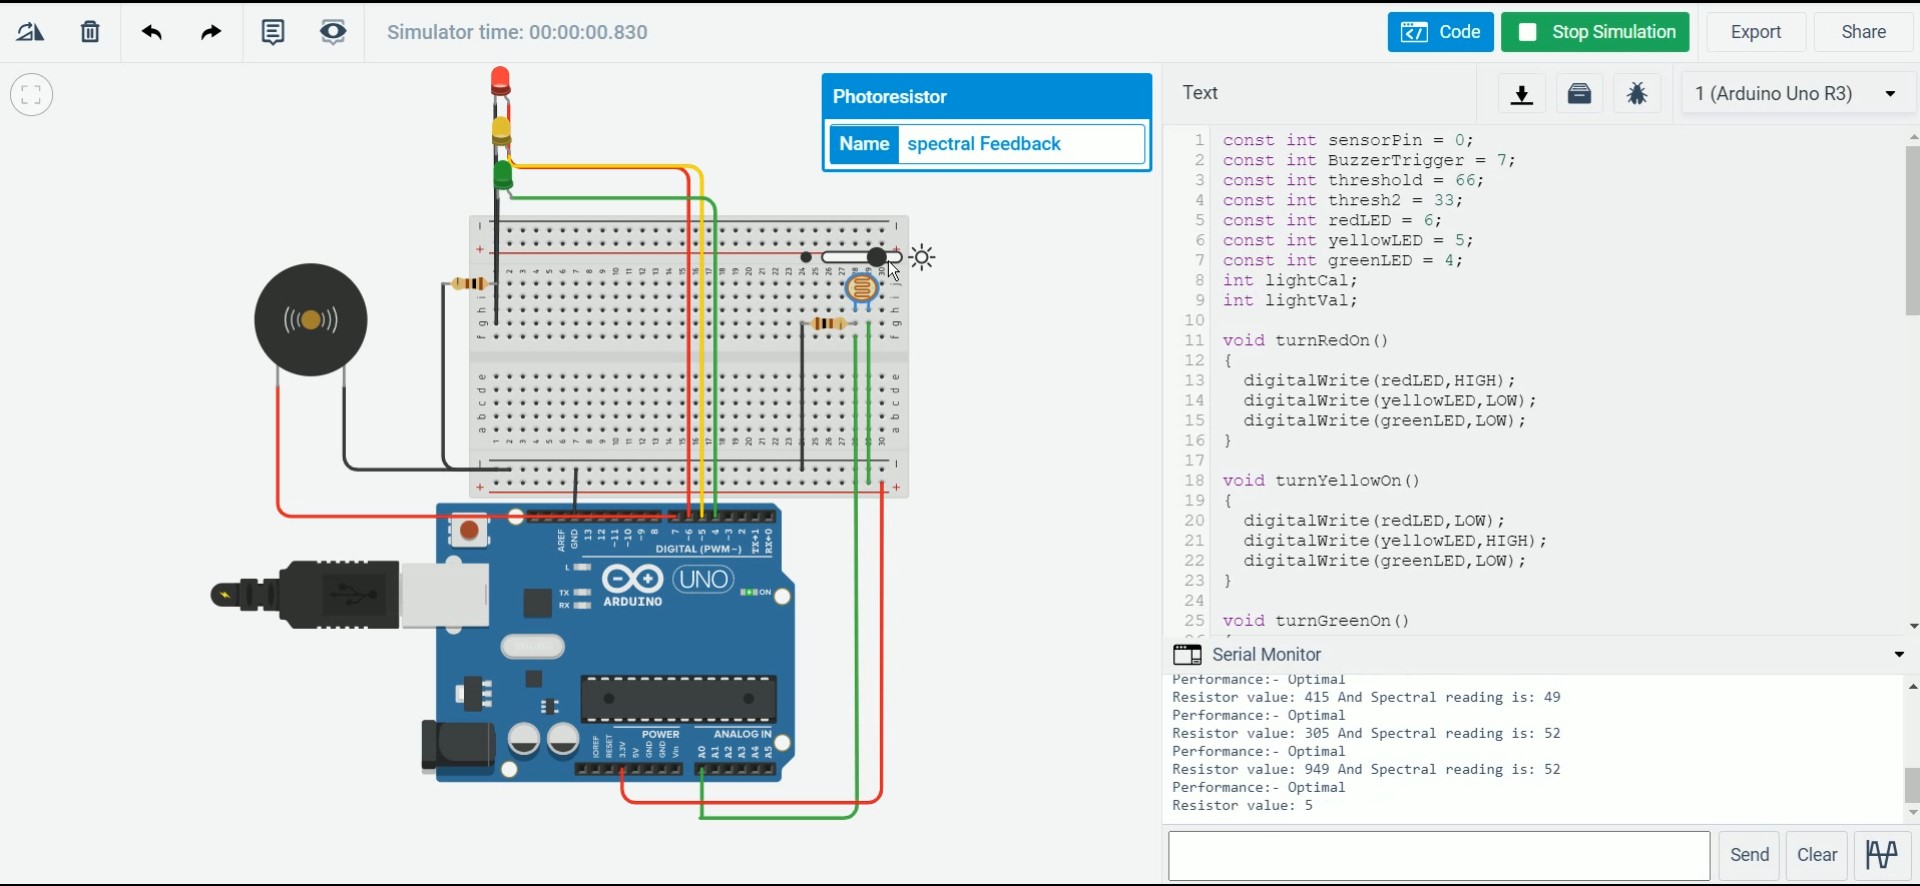 Simulator time: 00:00:00.830
Code
Stop Simulation
Export
Share
Photoresistor
Name spectral Feedback
Text
1 (Arduino Uno R3)
1 const int sensorPin = 0;
2 const int BuzzerTrigger = 7;
3 const int threshold = 66;
4 const int thresh2 = 33;
5 const int redLED = 6;
6 const int yellowLED = 5;
7 const int greenLED = 4;
8 int lightCal;
9 int lightVal;
10
11 void turnRedOn()
12 {
13 digitalWrite(redLED,HIGH);
14 digitalWrite(yellowLED,LOW);
15 digitalWrite(greenLED,LOW);
16 }
17
18 void turnYellowOn()
19 {
20 digitalWrite(redLED,LOW);
21 digitalWrite(yellowLED,HIGH);
22 digitalWrite(greenLED,LOW);
23 }
24
25 void turnGreenOn()
AREF GND 13 12 ~11 ~10 ~9 8 7 ~6 ~5 4 ~3 2 TX→1 RX←0
DIGITAL (PWM~)
L
TX
RX
UNO
ARDUINO
ON
POWER
ANALOG IN
IOREF RESET 3.3V 5V GND GND Vin A0 A1 A2 A3 A4 A5
Serial Monitor
Performance:- Optimal
Resistor value: 415 And Spectral reading is: 49
Performance:- Optimal
Resistor value: 305 And Spectral reading is: 52
Performance:- Optimal
Resistor value: 949 And Spectral reading is: 52
Performance:- Optimal
Resistor value: 5
Send
Clear